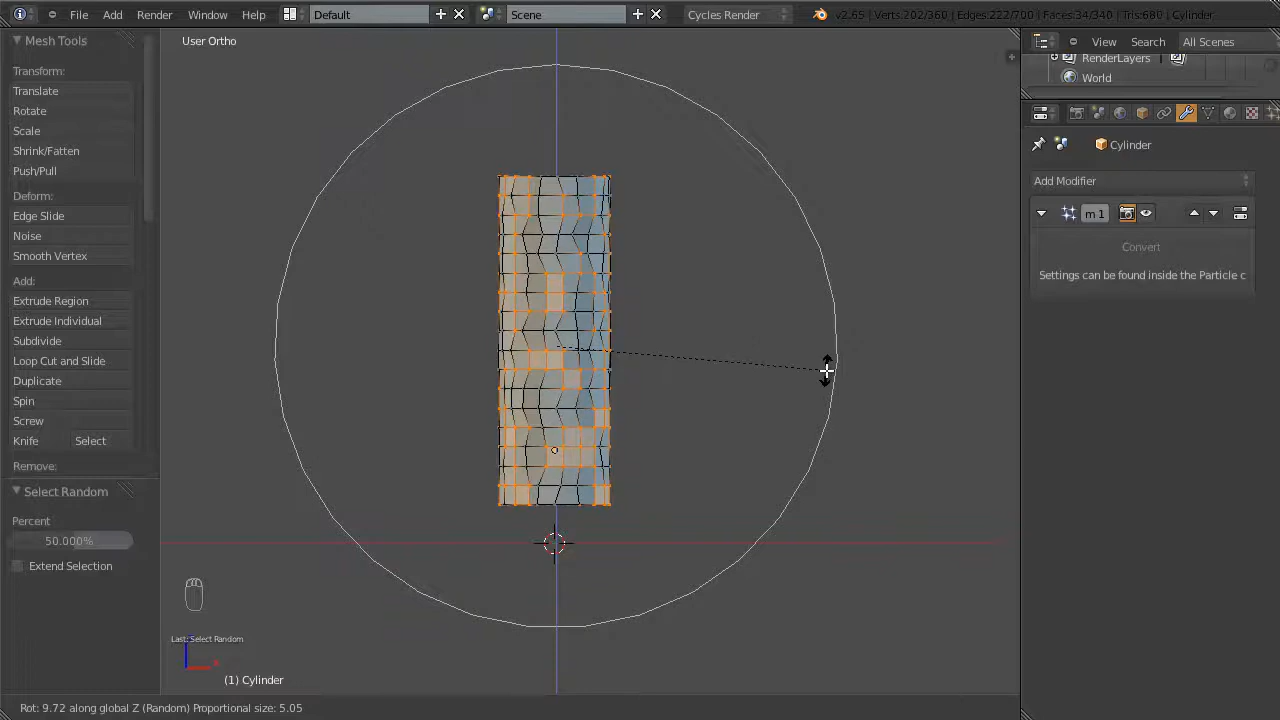 File Add Render Window Help Default Scene Cycles Render v2.65 | Verts:202/360 | Edges:222/700 | Faces:34/340 | Tris:680 | Cylinder
Mesh Tools
Transform:
Translate
Rotate
Scale
Shrink/Fatten
Push/Pull
Deform:
Edge Slide
Noise
Smooth Vertex
Add:
Extrude Region
Extrude Individual
Subdivide
Loop Cut and Slide
Duplicate
Spin
Screw
Knife Select
Remove:
Select Random
Percent
50.000%
Extend Selection
User Ortho
Last: Select Random
x
(1) Cylinder
Rot: 9.72 along global Z (Random) Proportional size: 5.05
View Search All Scenes
RenderLayers
World
Cylinder
Add Modifier
m 1
Convert
Settings can be found inside the Particle c